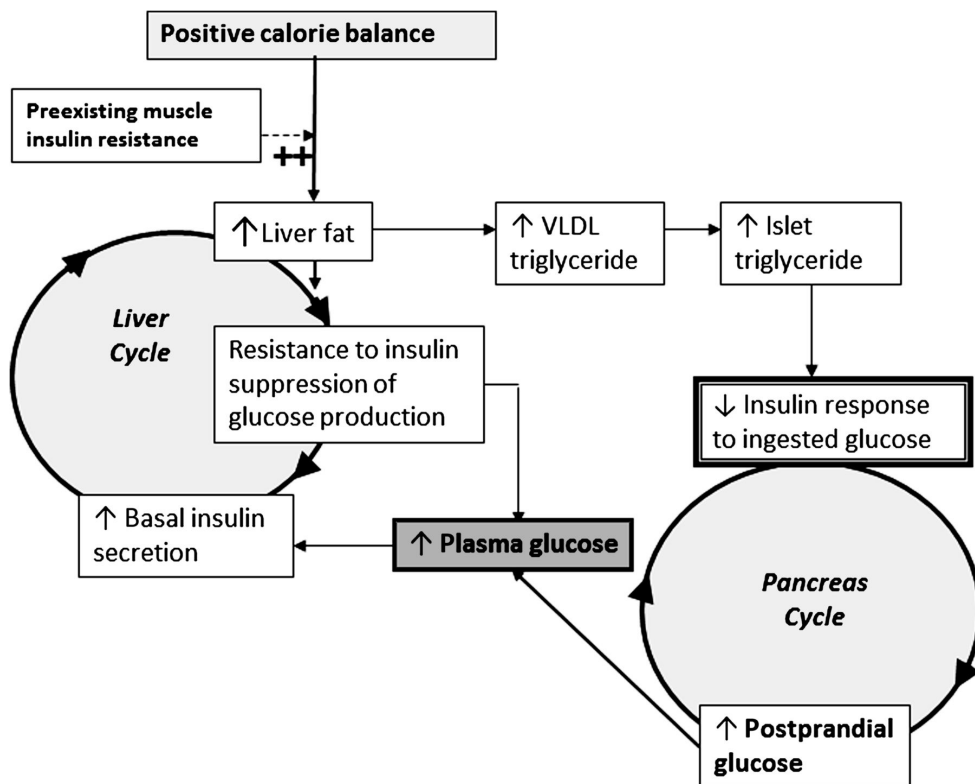 Positive calorie balance
Preexisting muscle
insulin resistance
++
↑ Liver fat
↑ VLDL
triglyceride
↑ Islet
triglyceride
Liver
Cycle
Resistance to insulin
suppression of
glucose production
↓ Insulin response
to ingested glucose
↑ Basal insulin
secretion
↑ Plasma glucose
Pancreas
Cycle
↑ Postprandial
glucose